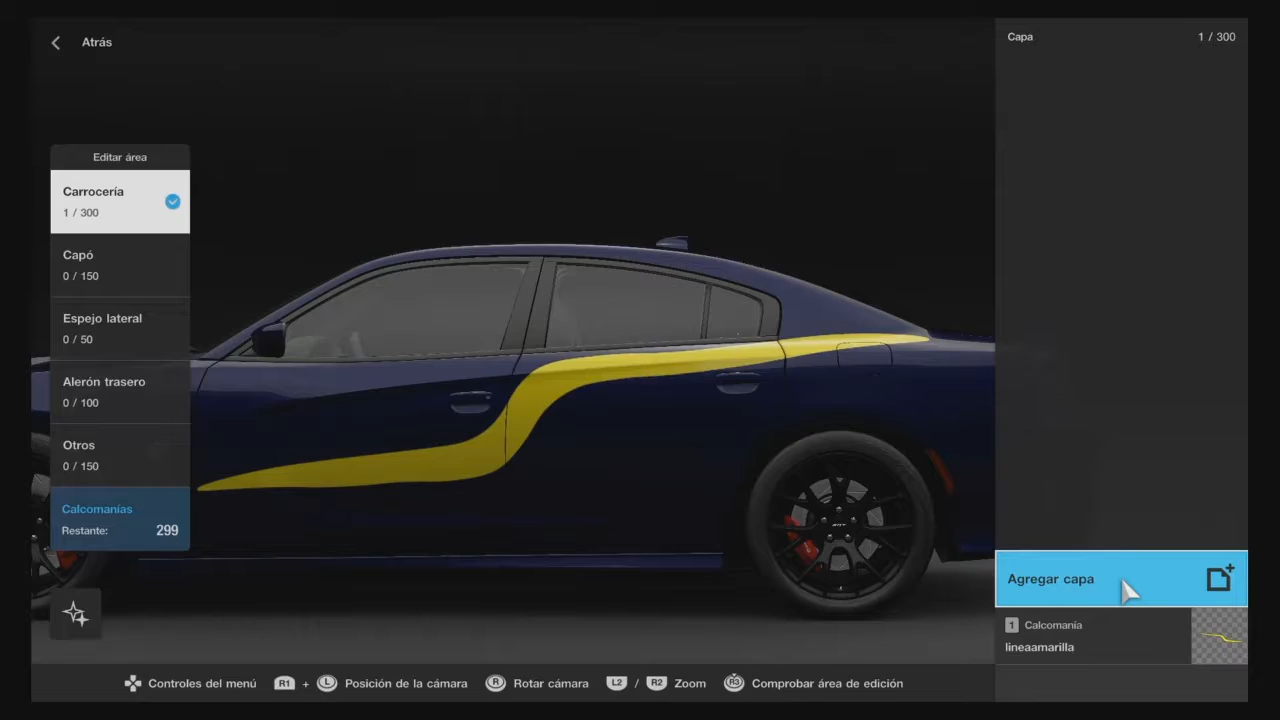 Atrás
Editar área
Carrocería
1 / 300
Capó
0 / 150
Espejo lateral
0 / 50
Alerón trasero
0 / 100
Otros
0 / 150
Calcomanías
Restante: 299
Capa 1 / 300
Agregar capa
1 Calcomanía
lineaamarilla
Controles del menú R1 + L Posición de la cámara R Rotar cámara L2 / R2 Zoom R3 Comprobar área de edición